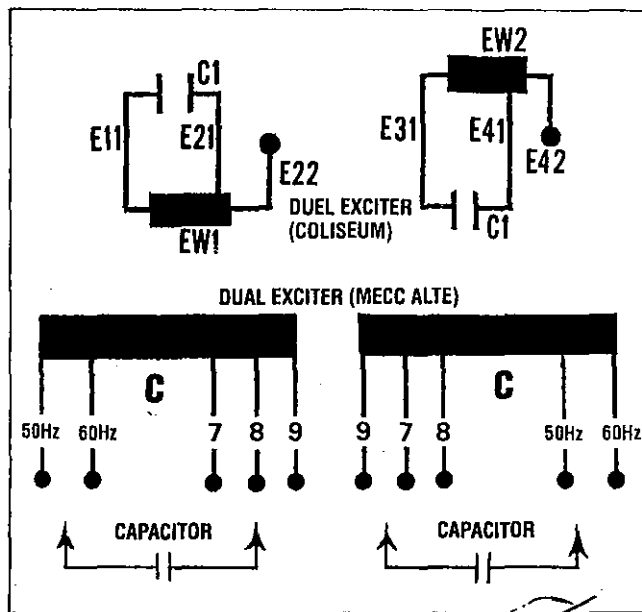 C1
E11
E21
E22
EW1
EW2
E31
E41
E42
C1
DUEL EXCITER
(COLISEUM)
DUAL EXCITER (MECC ALTE)
C
50Hz 60Hz 7 8 9
CAPACITOR
C
9 7 8 50Hz 60Hz
CAPACITOR